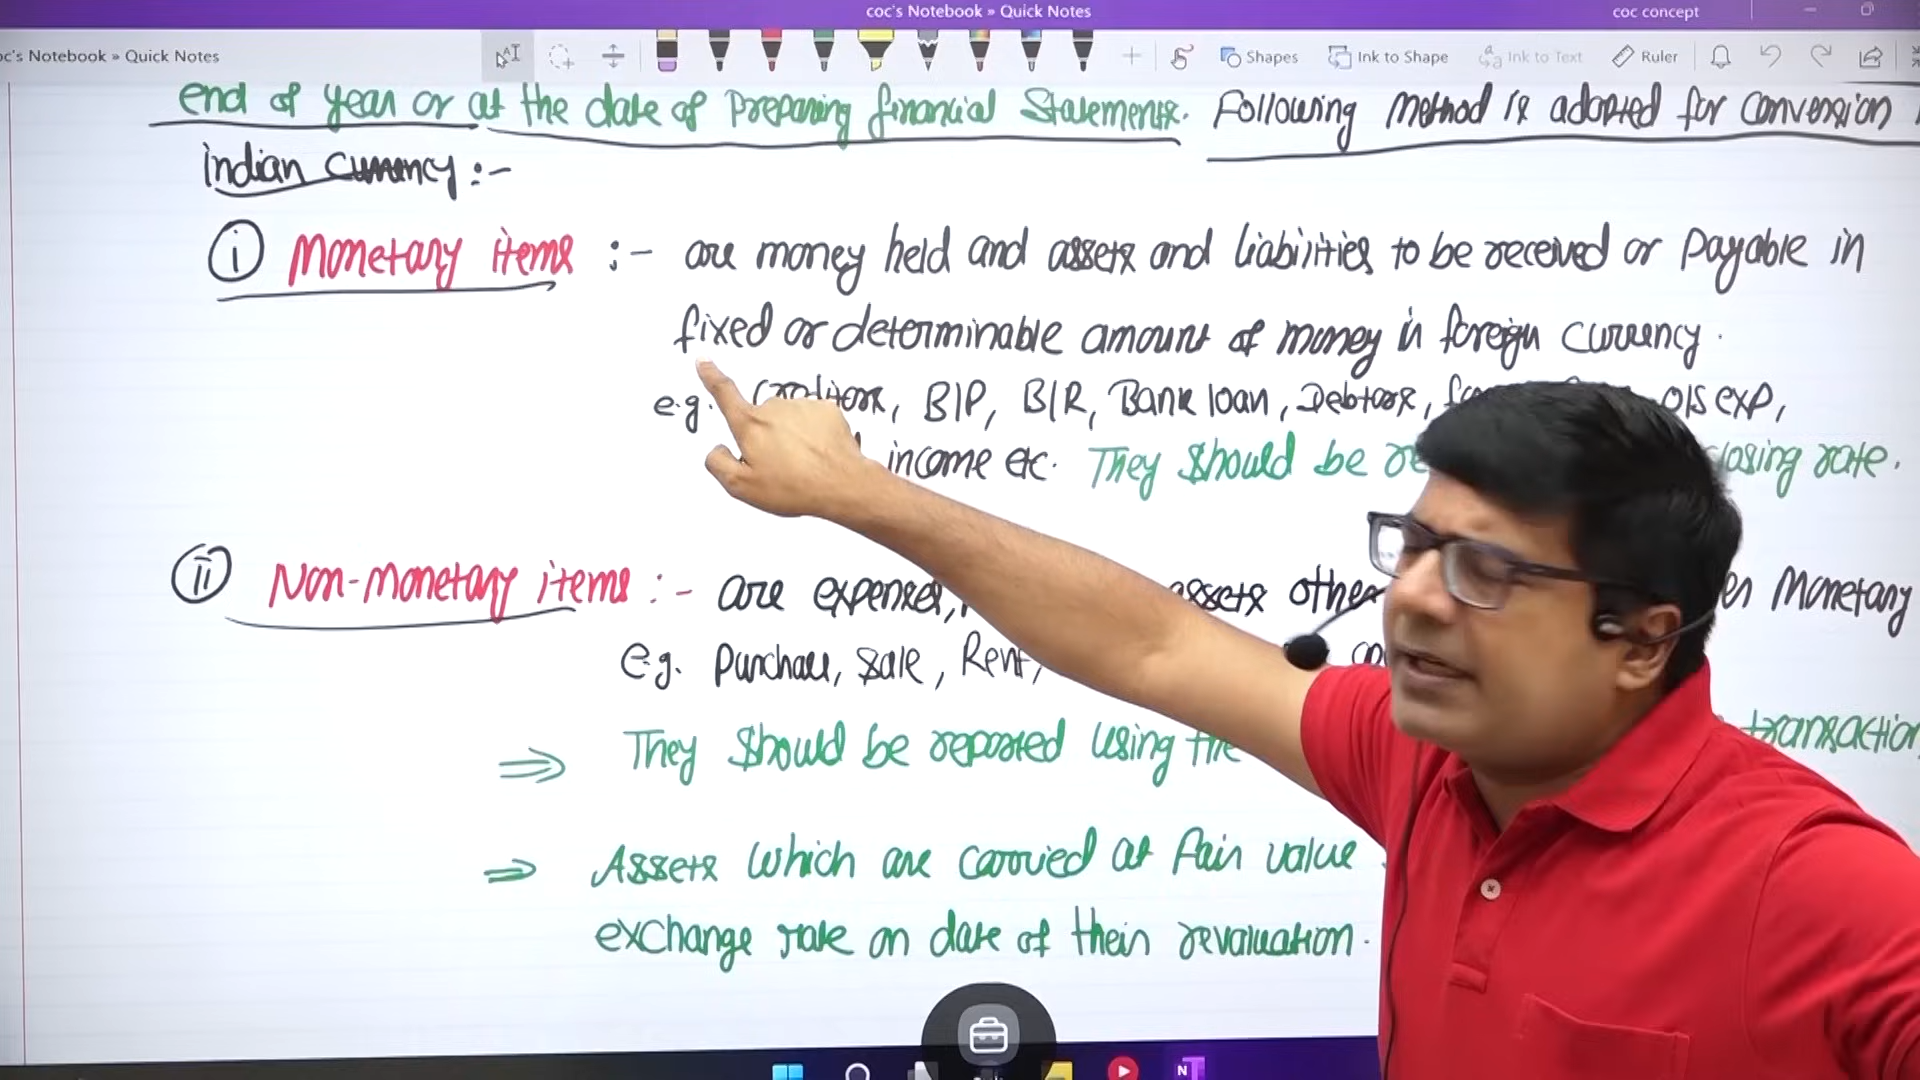 coc's Notebook » Quick Notes
coc concept
oc's Notebook » Quick Notes
Shapes
Ink to Shape
Ink to Text
Ruler
end of year or at the date of preparing financial Statements. Following method is adopted for conversion
indian currency :-
i Monetary items :- are money held and assets and liabilities to be received or payable in
fixed or determinable amount of money in foreign currency.
e.g. B/P, B/R, Bank loan, Debtors, O/S exp,
income etc. They should be closing rate.
ii Non-monetary items :- are expenses, assets other Monetary
e.g. Purchase, Sale, Rent,
⇒ They should be reported using the transaction
⇒ Assets which are carried at fair value
exchange rate on date of their revaluation.